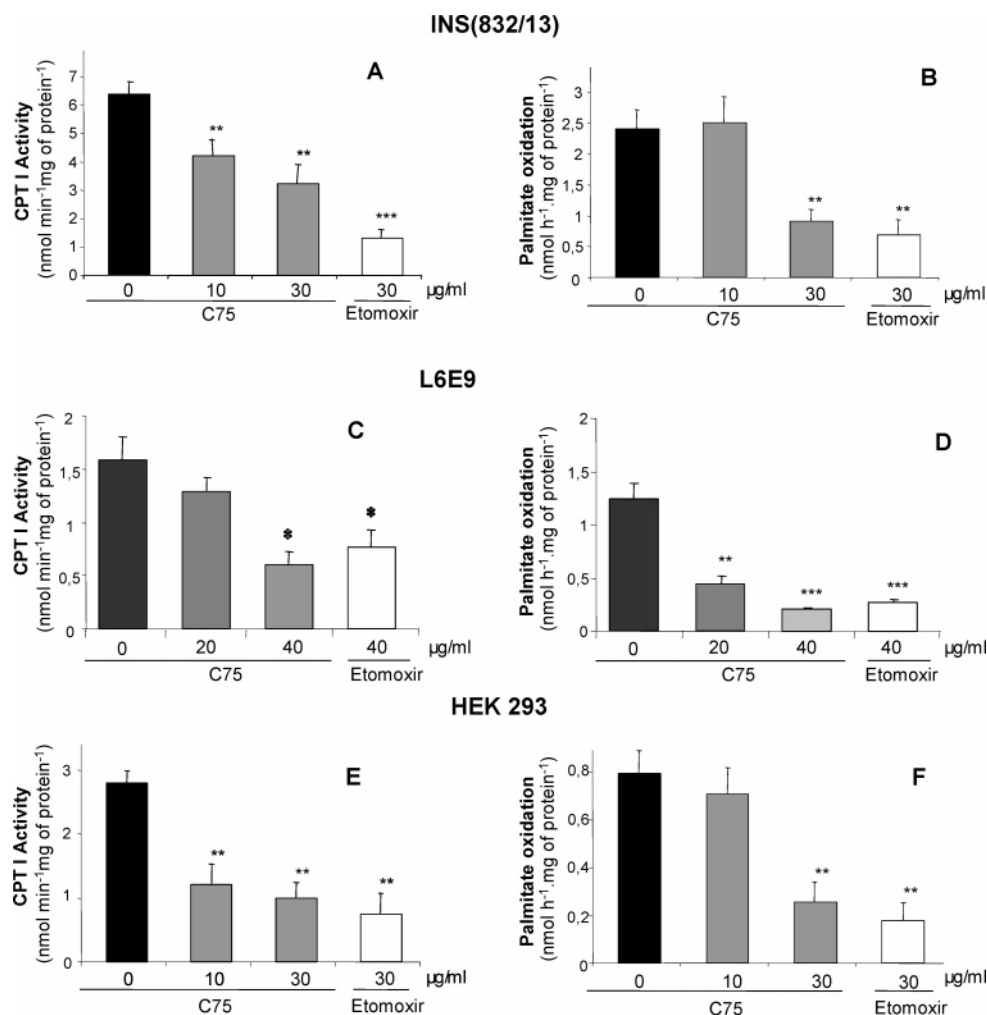 INS(832/13)
A
CPT I Activity
(nmol min⁻¹mg of protein⁻¹)
7
6
5
4
3
2
1
0
**
**
***
0
10
30
30
µg/ml
C75
Etomoxir
B
Palmitate oxidation
(nmol h⁻¹.mg of protein⁻¹)
3
2,5
2
1,5
1
0,5
0
**
**
0
10
30
30
µg/ml
C75
Etomoxir
L6E9
C
CPT I Activity
(nmol min⁻¹mg of protein⁻¹)
2
1,5
1
0,5
0
*
*
0
20
40
40
µg/ml
C75
Etomoxir
D
Palmitate oxidation
(nmol h⁻¹.mg of protein⁻¹)
2
1,5
1
0,5
0
**
***
***
0
20
40
40
µg/ml
C75
Etomoxir
HEK 293
E
CPT I Activity
(nmol min⁻¹mg of protein⁻¹)
3
2
1
0
**
**
**
0
10
30
30
µg/ml
C75
Etomoxir
F
Palmitate oxidation
(nmol h⁻¹.mg of protein⁻¹)
0,8
0,6
0,4
0,2
0
**
**
0
10
30
30
µg/ml
C75
Etomoxir